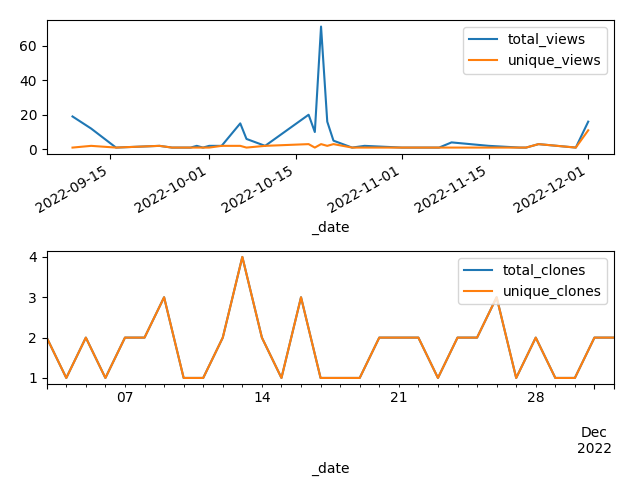 60
40
20
0
total_views
unique_views
2022-09-15
2022-10-01
2022-10-15
2022-11-01
2022-11-15
2022-12-01
_date
4
3
2
1
total_clones
unique_clones
07
14
21
28
Dec
2022
_date